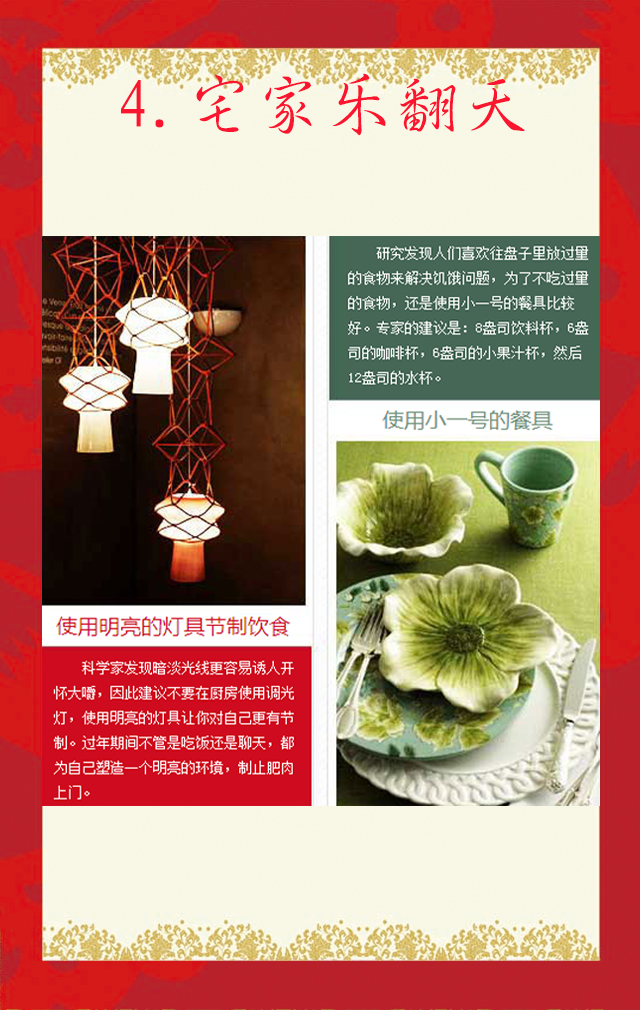 4.宅家乐翻天
使用明亮的灯具节制饮食
科学家发现暗淡光线更容易诱人开
怀大嚼，因此建议不要在厨房使用调光
灯，使用明亮的灯具让你对自己更有节
制。过年期间不管是吃饭还是聊天，都
为自己塑造一个明亮的环境，制止肥肉
上门。
研究发现人们喜欢往盘子里放过量
的食物来解决饥饿问题，为了不吃过量
的食物，还是使用小一号的餐具比较
好。专家的建议是：8盎司饮料杯，6盎
司的咖啡杯，6盎司的小果汁杯，然后
12盎司的水杯。
使用小一号的餐具